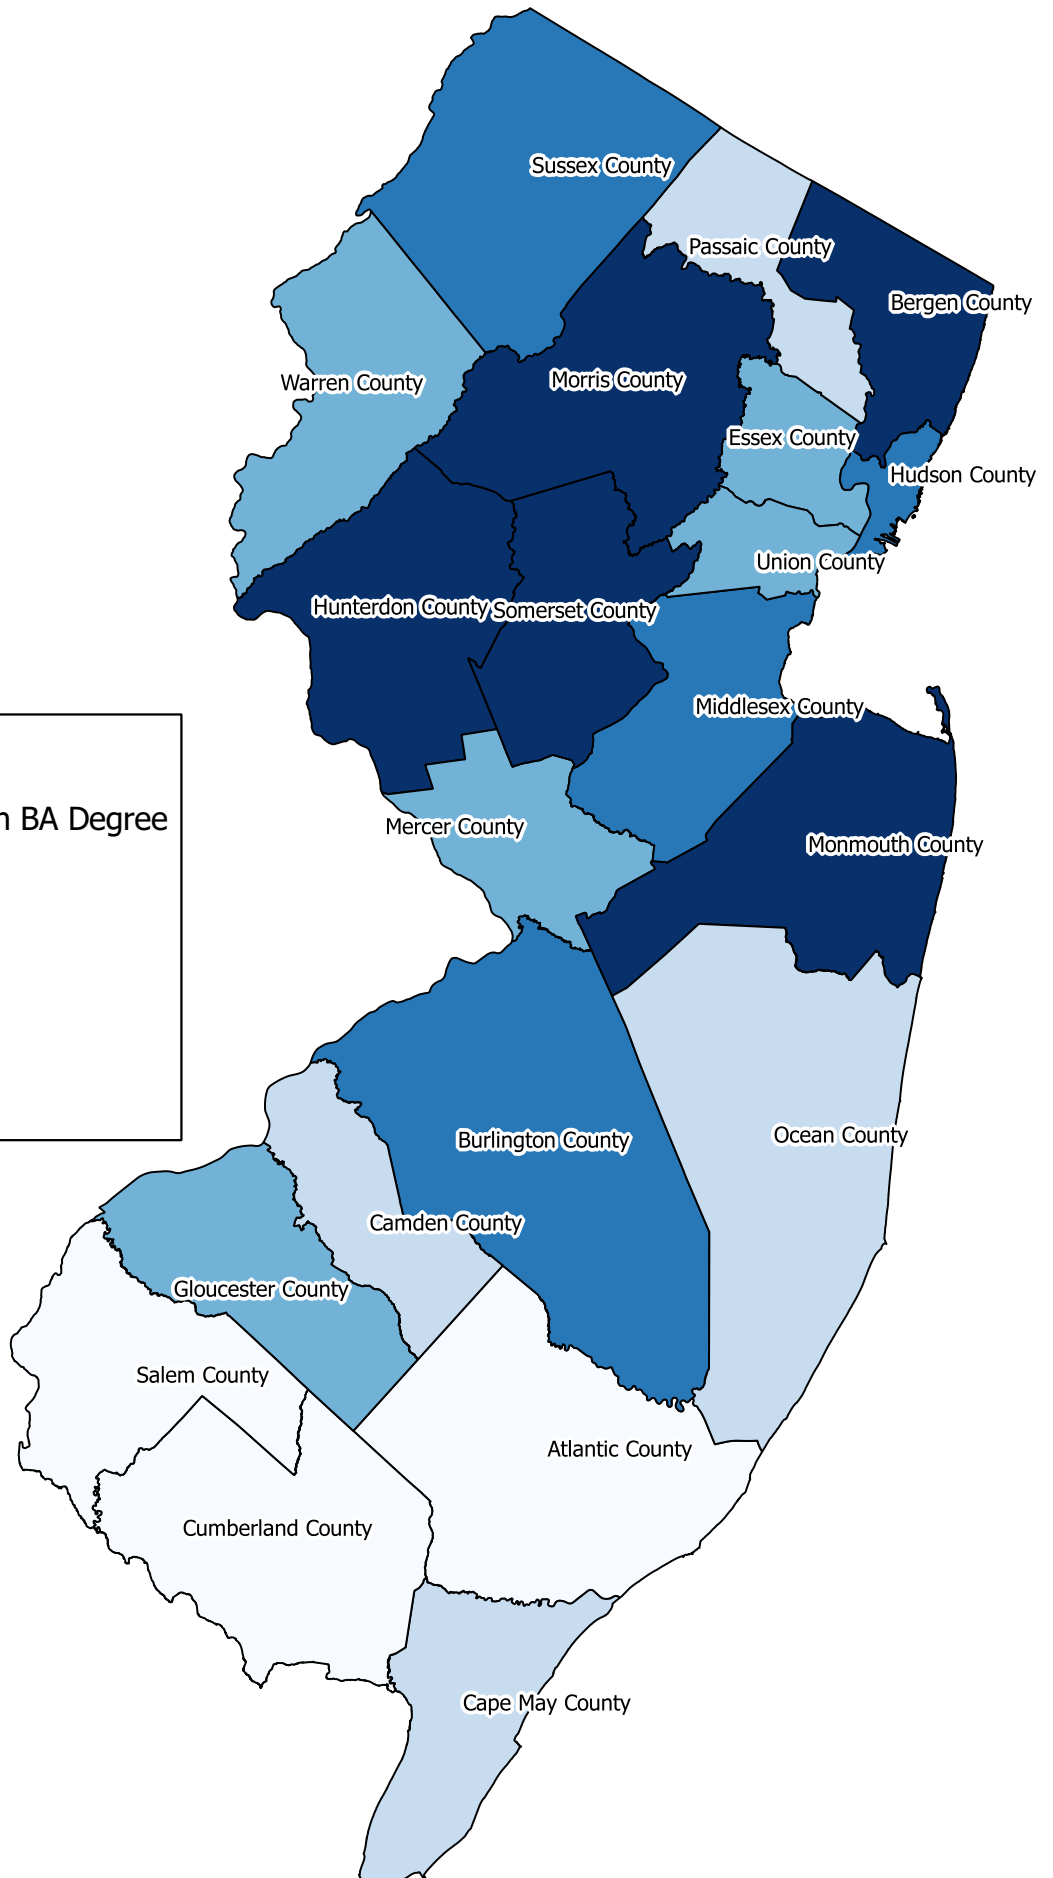 Sussex County
Passaic County
Bergen County
Warren County
Morris County
Essex County
Hudson County
Union County
Hunterdon County
Somerset County
Middlesex County
BA Degree
Mercer County
Monmouth County
Ocean County
Burlington County
Camden County
Gloucester County
Salem County
Atlantic County
Cumberland County
Cape May County